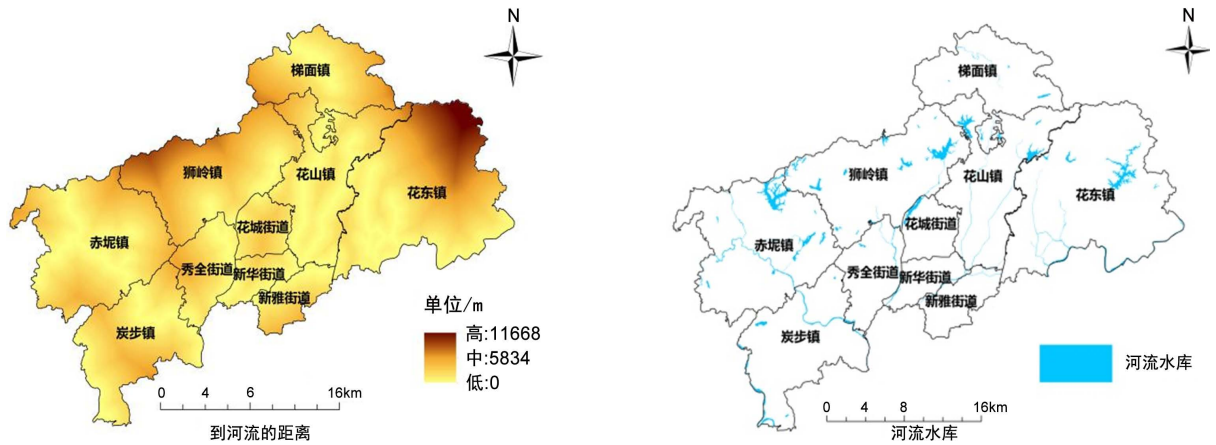 N
梯面镇
狮岭镇
花山镇
花东镇
赤坭镇
花城街道
秀全街道
新华街道
新雅街道
炭步镇
单位/m
高:11668
中:5834
低:0
0 4 6 16km
到河流的距离
N
梯面镇
狮岭镇
花山镇
花东镇
赤坭镇
花城街道
秀全街道
新华街道
新雅街道
炭步镇
河流水库
0 4 8 16km
河流水库